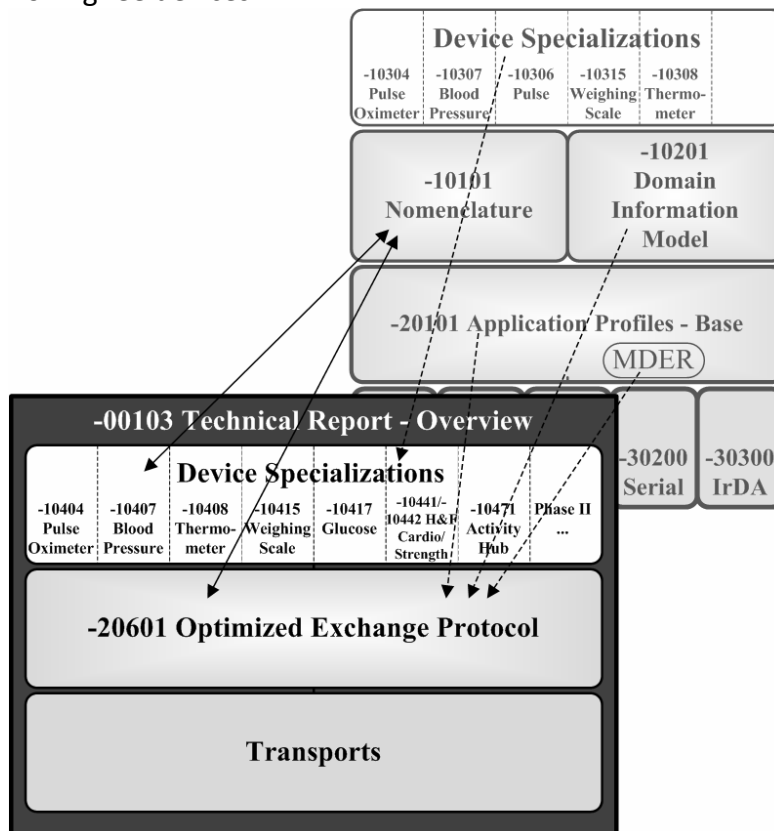 Device Specializations
-10304
Pulse
Oximeter
-10307
Blood
Pressure
-10306
Pulse
-10315
Weighing
Scale
-10308
Thermo-
meter
-10101
Nomenclature
-10201
Domain
Information
Model
-20101 Application Profiles - Base
MDER
-30200
Serial
-30300
IrDA
-00103 Technical Report - Overview
Device Specializations
-10404
Pulse
Oximeter
-10407
Blood
Pressure
-10408
Thermo-
meter
-10415
Weighing
Scale
-10417
Glucose
-10441/-
10442 H&F
Cardio/
Strength
-10471
Activity
Hub
Phase II
...
-20601 Optimized Exchange Protocol
Transports